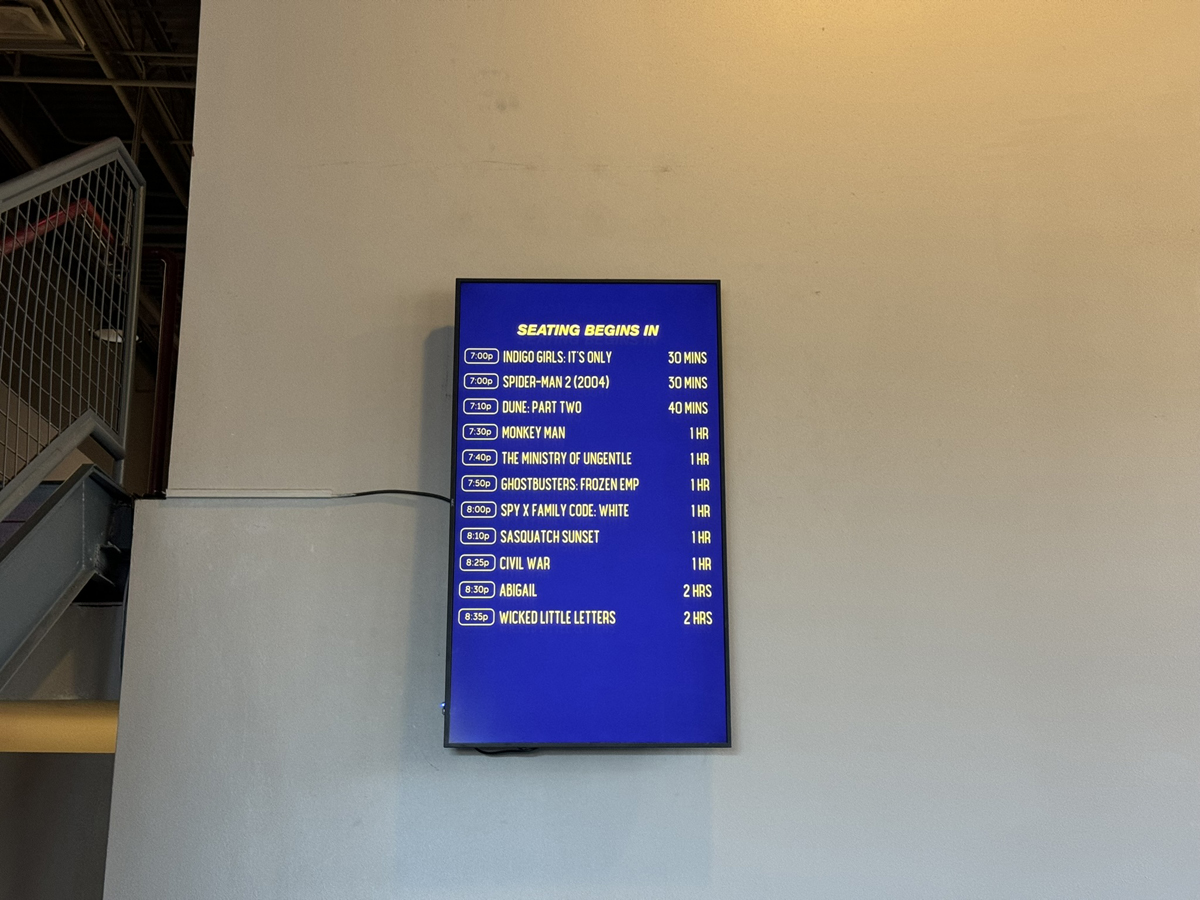 SEATING BEGINS IN
7:00p INDIGO GIRLS: IT'S ONLY 30 MINS
7:00p SPIDER-MAN 2 (2004) 30 MINS
7:10p DUNE: PART TWO 40 MINS
7:30p MONKEY MAN 1 HR
7:40p THE MINISTRY OF UNGENTLE 1 HR
7:50p GHOSTBUSTERS: FROZEN EMP 1 HR
8:00p SPY X FAMILY CODE: WHITE 1 HR
8:10p SASQUATCH SUNSET 1 HR
8:25p CIVIL WAR 1 HR
8:30p ABIGAIL 2 HRS
8:35p WICKED LITTLE LETTERS 2 HRS